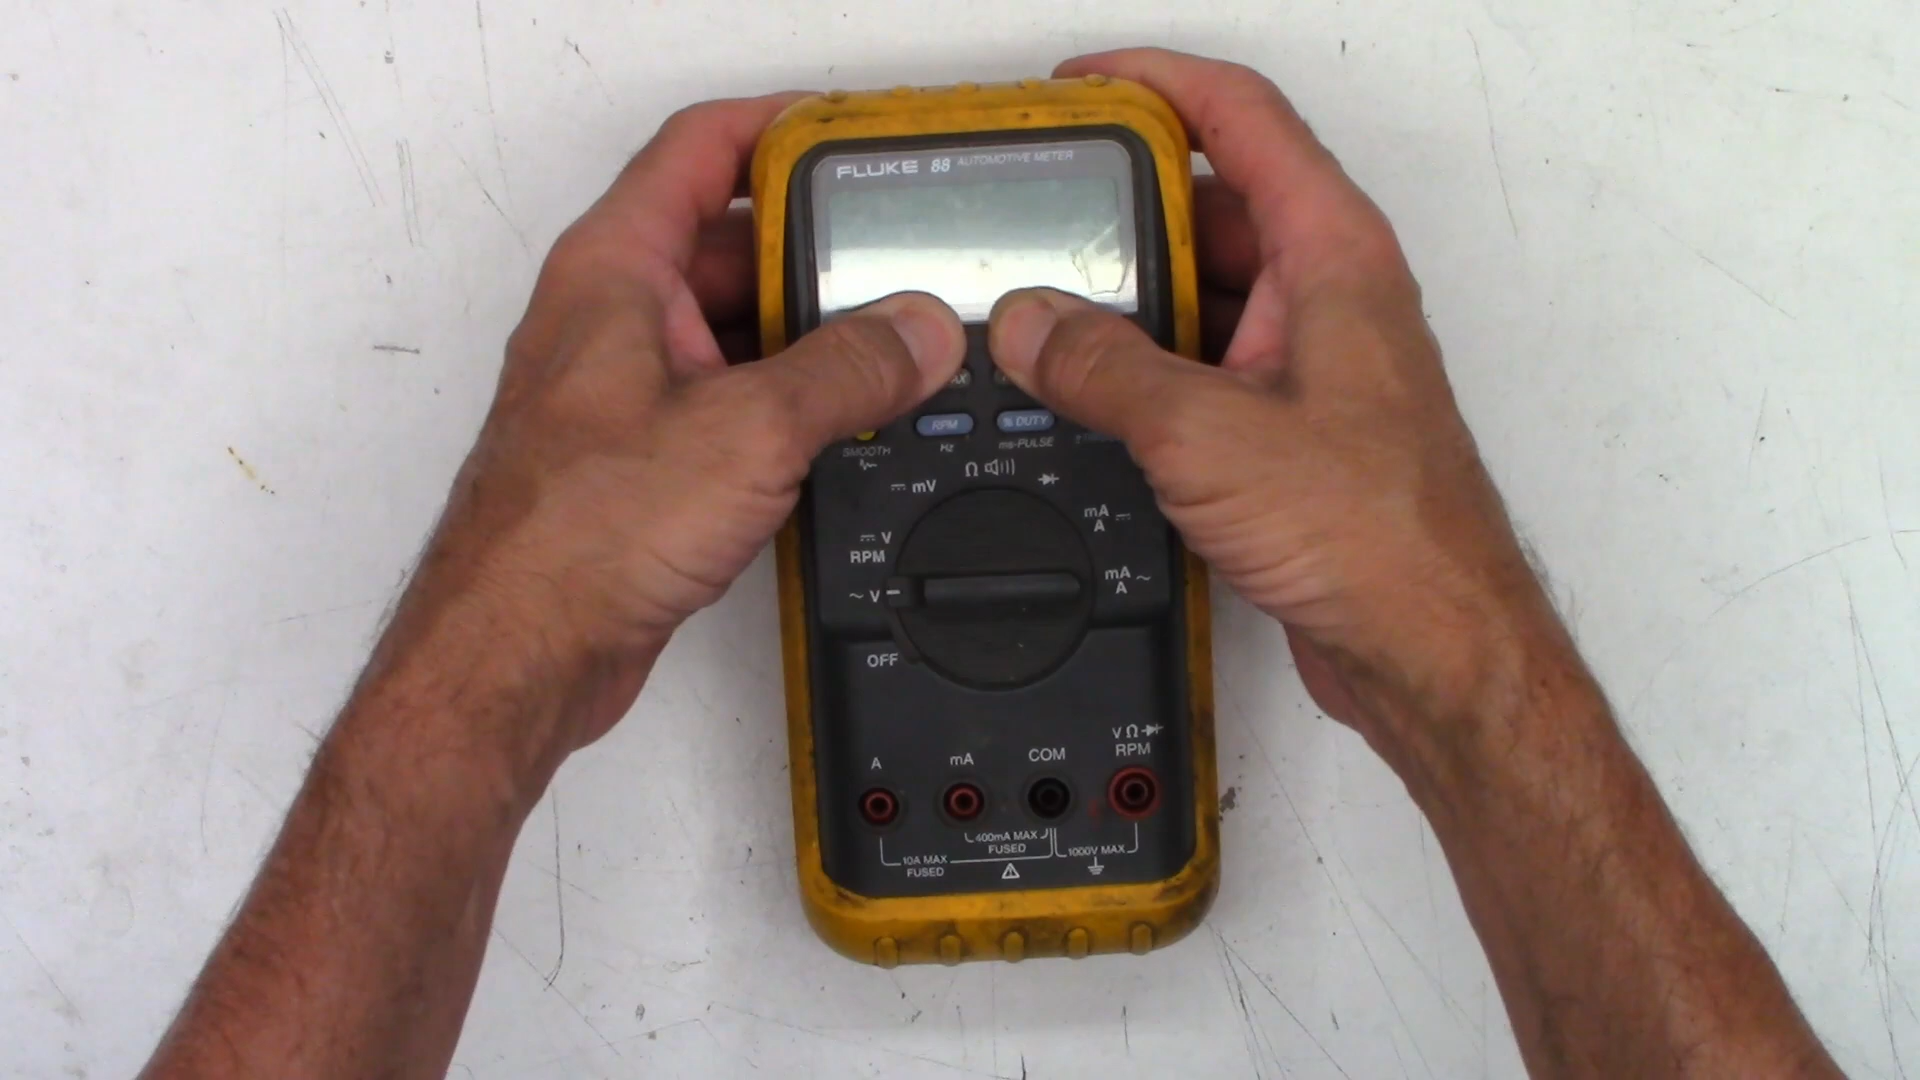 FLUKE 88 AUTOMOTIVE METER
RPM
% DUTY
SMOOTH
Hz
ms-PULSE
Ω
mV
mA
A
V
RPM
mA
A
~ V
~
OFF
V Ω
RPM
A
mA
COM
400mA MAX
FUSED
1000V MAX
10A MAX
FUSED